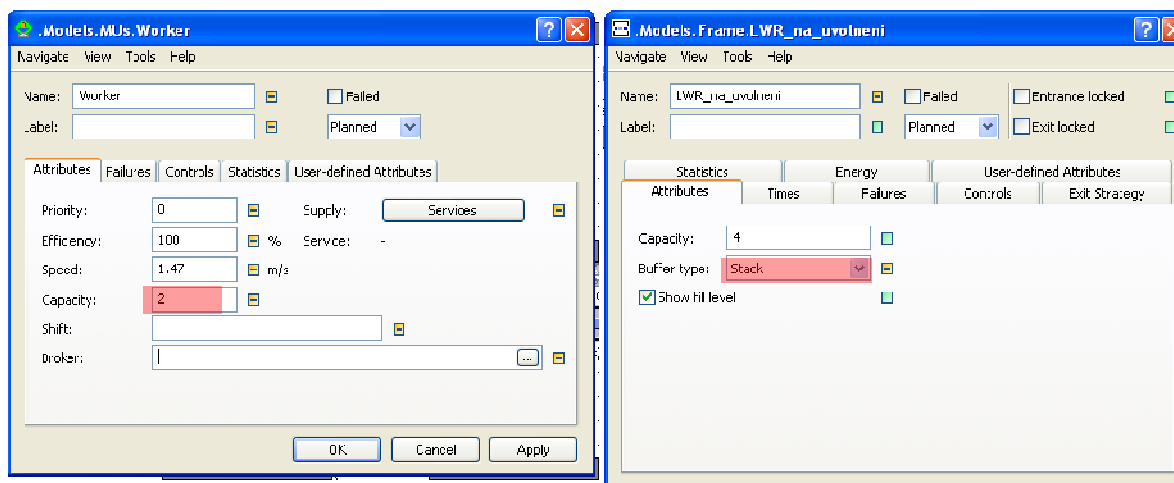 .Models.MUs.Worker
Navigate View Tools Help
Name: Worker Failed
Label: Planned
Attributes Failures Controls Statistics User-defined Attributes
Priority: 0 Supply: Services
Efficiency: 100 % Service: -
Speed: 1.47 m/s
Capacity: 2
Shift:
Broker: ...
OK Cancel Apply
.Models.Frame.LWR_na_uvolneni
Navigate View Tools Help
Name: LWR_na_uvolneni Failed Entrance locked
Label: Planned Exit locked
Statistics Energy User-defined Attributes
Attributes Times Failures Controls Exit Strategy
Capacity: 4
Buffer type: Stack
Show fill level